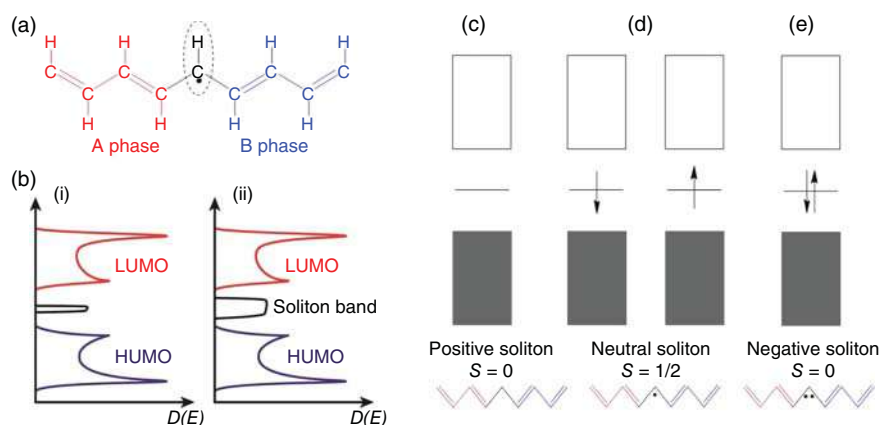 (a)
H H H H H
C C C C C C C C C
H H H H
A phase B phase
(b)
(i)
LUMO
HUMO
D(E)
(ii)
LUMO
Soliton band
HUMO
D(E)
(c)
Positive soliton
S = 0
(d)
Neutral soliton
S = 1/2
(e)
Negative soliton
S = 0